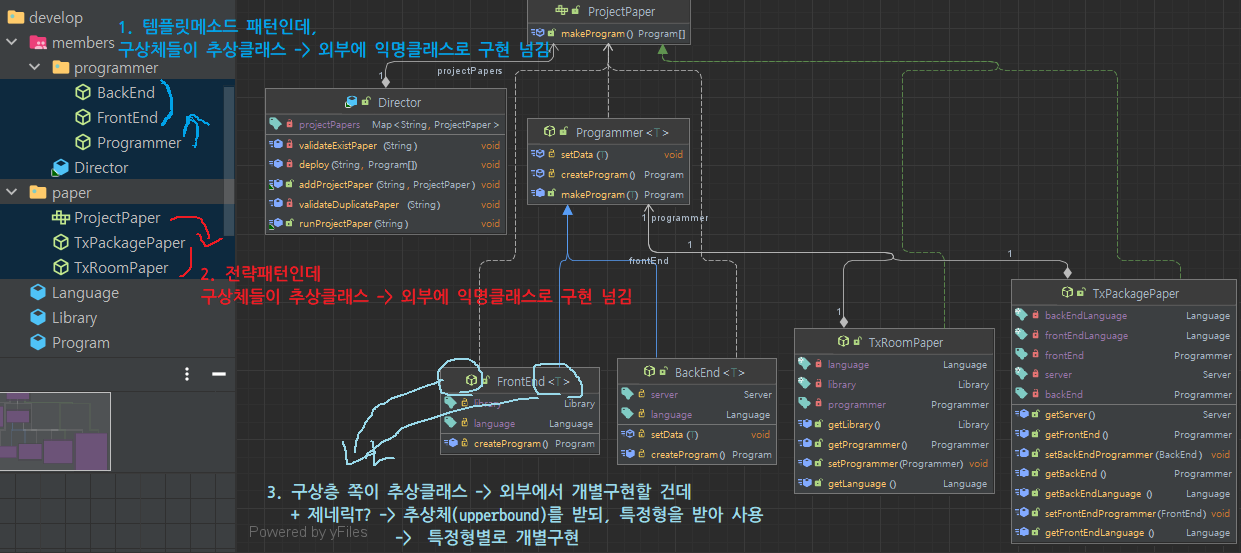 develop
members
programmer
BackEnd
FrontEnd
Programmer
Director
paper
ProjectPaper
TxPackagePaper
TxRoomPaper
Language
Library
Program
1. 템플릿메소드 패턴인데,
구상체들이 추상클래스 -> 외부에 익명클래스로 구현 넘김
2. 전략패턴인데
구상체들이 추상클래스 -> 외부에 익명클래스로 구현 넘김
ProjectPaper
makeProgram() Program[]
1
projectPapers
Director
projectPapers Map<String, ProjectPaper>
validateExistPaper (String) void
deploy(String, Program[]) void
addProjectPaper(String, ProjectPaper) void
validateDuplicatePaper (String) void
runProjectPaper(String) void
Programmer <T>
setData (T) void
createProgram() Program
makeProgram(T) Program
1 programmer
1
1
1
frontEnd
FrontEnd <T>
library Library
language Language
createProgram() Program
BackEnd <T>
server Server
language Language
setData (T) void
createProgram() Program
TxRoomPaper
language Language
library Library
programmer Programmer
getLibrary() Library
getProgrammer() Programmer
setProgrammer(Programmer) void
getLanguage () Language
TxPackagePaper
backEndLanguage Language
frontEndLanguage Language
frontEnd Programmer
server Server
backEnd Programmer
getServer() Server
getFrontEnd () Programmer
setBackEndProgrammer(BackEnd) void
getBackEnd () Programmer
getBackEndLanguage () Language
setFrontEndProgrammer(FrontEnd) void
getFrontEndLanguage () Language
3. 구상층 쪽이 추상클래스 -> 외부에서 개별구현할 건데
+ 제네릭T? -> 추상체(upperbound)를 받되, 특정형을 받아 사용
-> 특정형별로 개별구현
Powered by yFiles